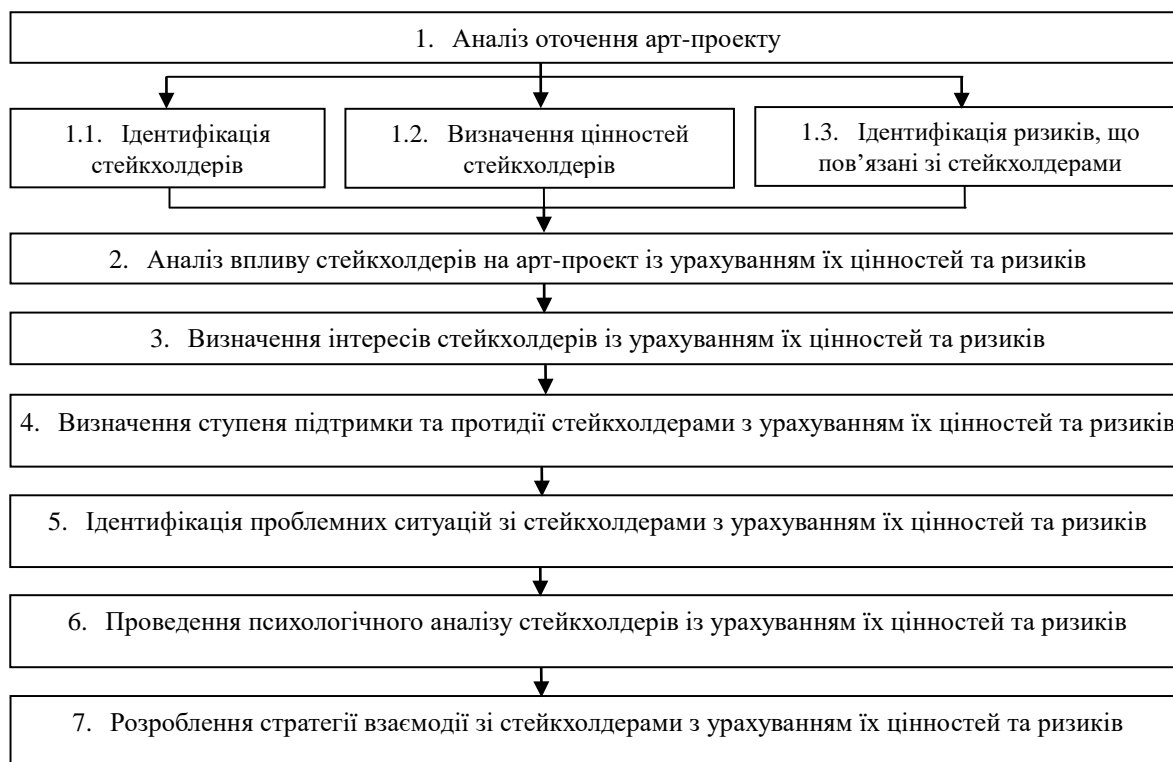 1. Аналіз оточення арт-проекту
1.1. Ідентифікація
стейкхолдерів
1.2. Визначення цінностей
стейкхолдерів
1.3. Ідентифікація ризиків, що
пов’язані зі стейкхолдерами
2. Аналіз впливу стейкхолдерів на арт-проект із урахуванням їх цінностей та ризиків
3. Визначення інтересів стейкхолдерів із урахуванням їх цінностей та ризиків
4. Визначення ступеня підтримки та протидії стейкхолдерами з урахуванням їх цінностей та ризиків
5. Ідентифікація проблемних ситуацій зі стейкхолдерами з урахуванням їх цінностей та ризиків
6. Проведення психологічного аналізу стейкхолдерів із урахуванням їх цінностей та ризиків
7. Розроблення стратегії взаємодії зі стейкхолдерами з урахуванням їх цінностей та ризиків